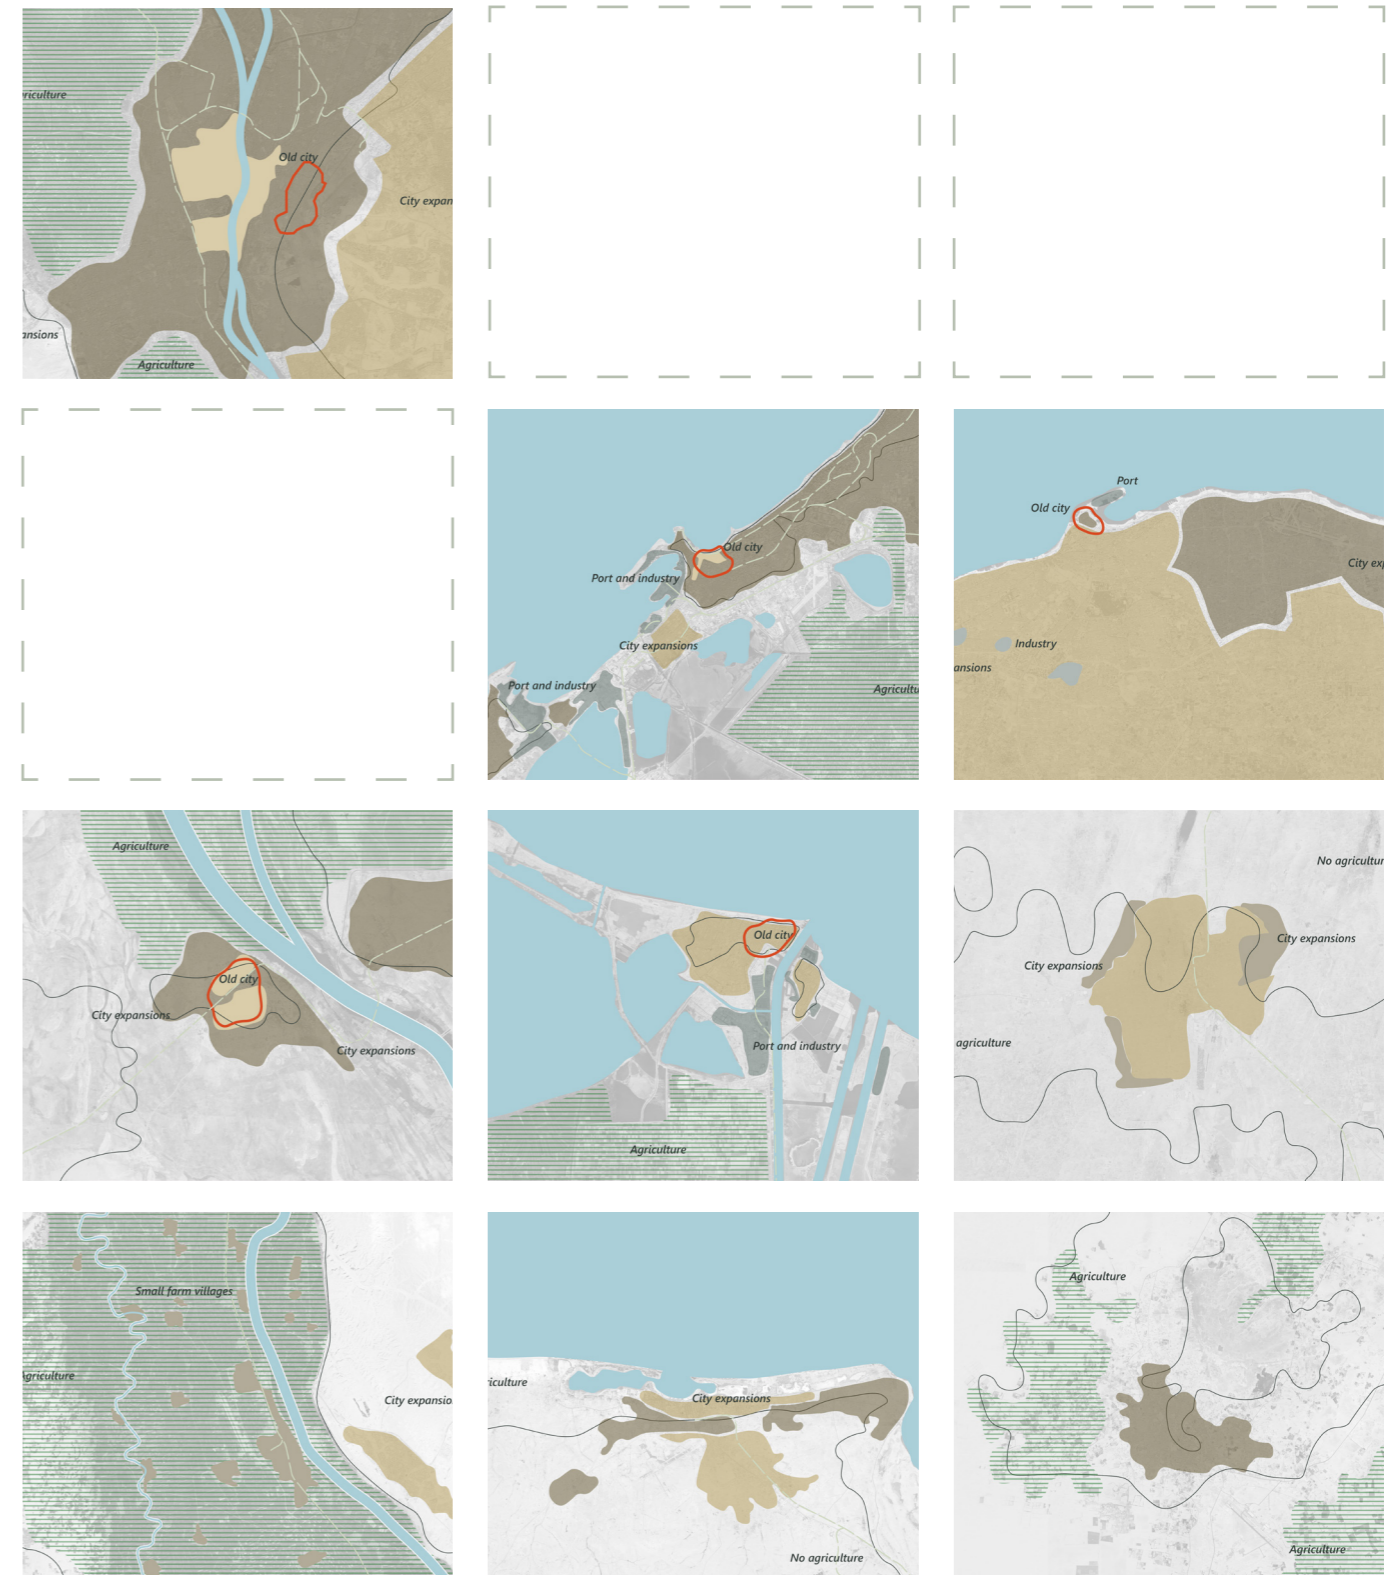 riculture
Old city
City expan
ansions
Agriculture
Port
Old city
Old city
Port and industry
City exp
City expansions
Industry
ansions
Port and industry
Agricultu
Agriculture
No agricultur
Old city
City expansions
Old city
City expansions
agriculture
City expansions
Port and industry
City expansions
Agriculture
Agriculture
Small farm villages
Agriculture
riculture
City expansions
City expansio
No agriculture
Agriculture